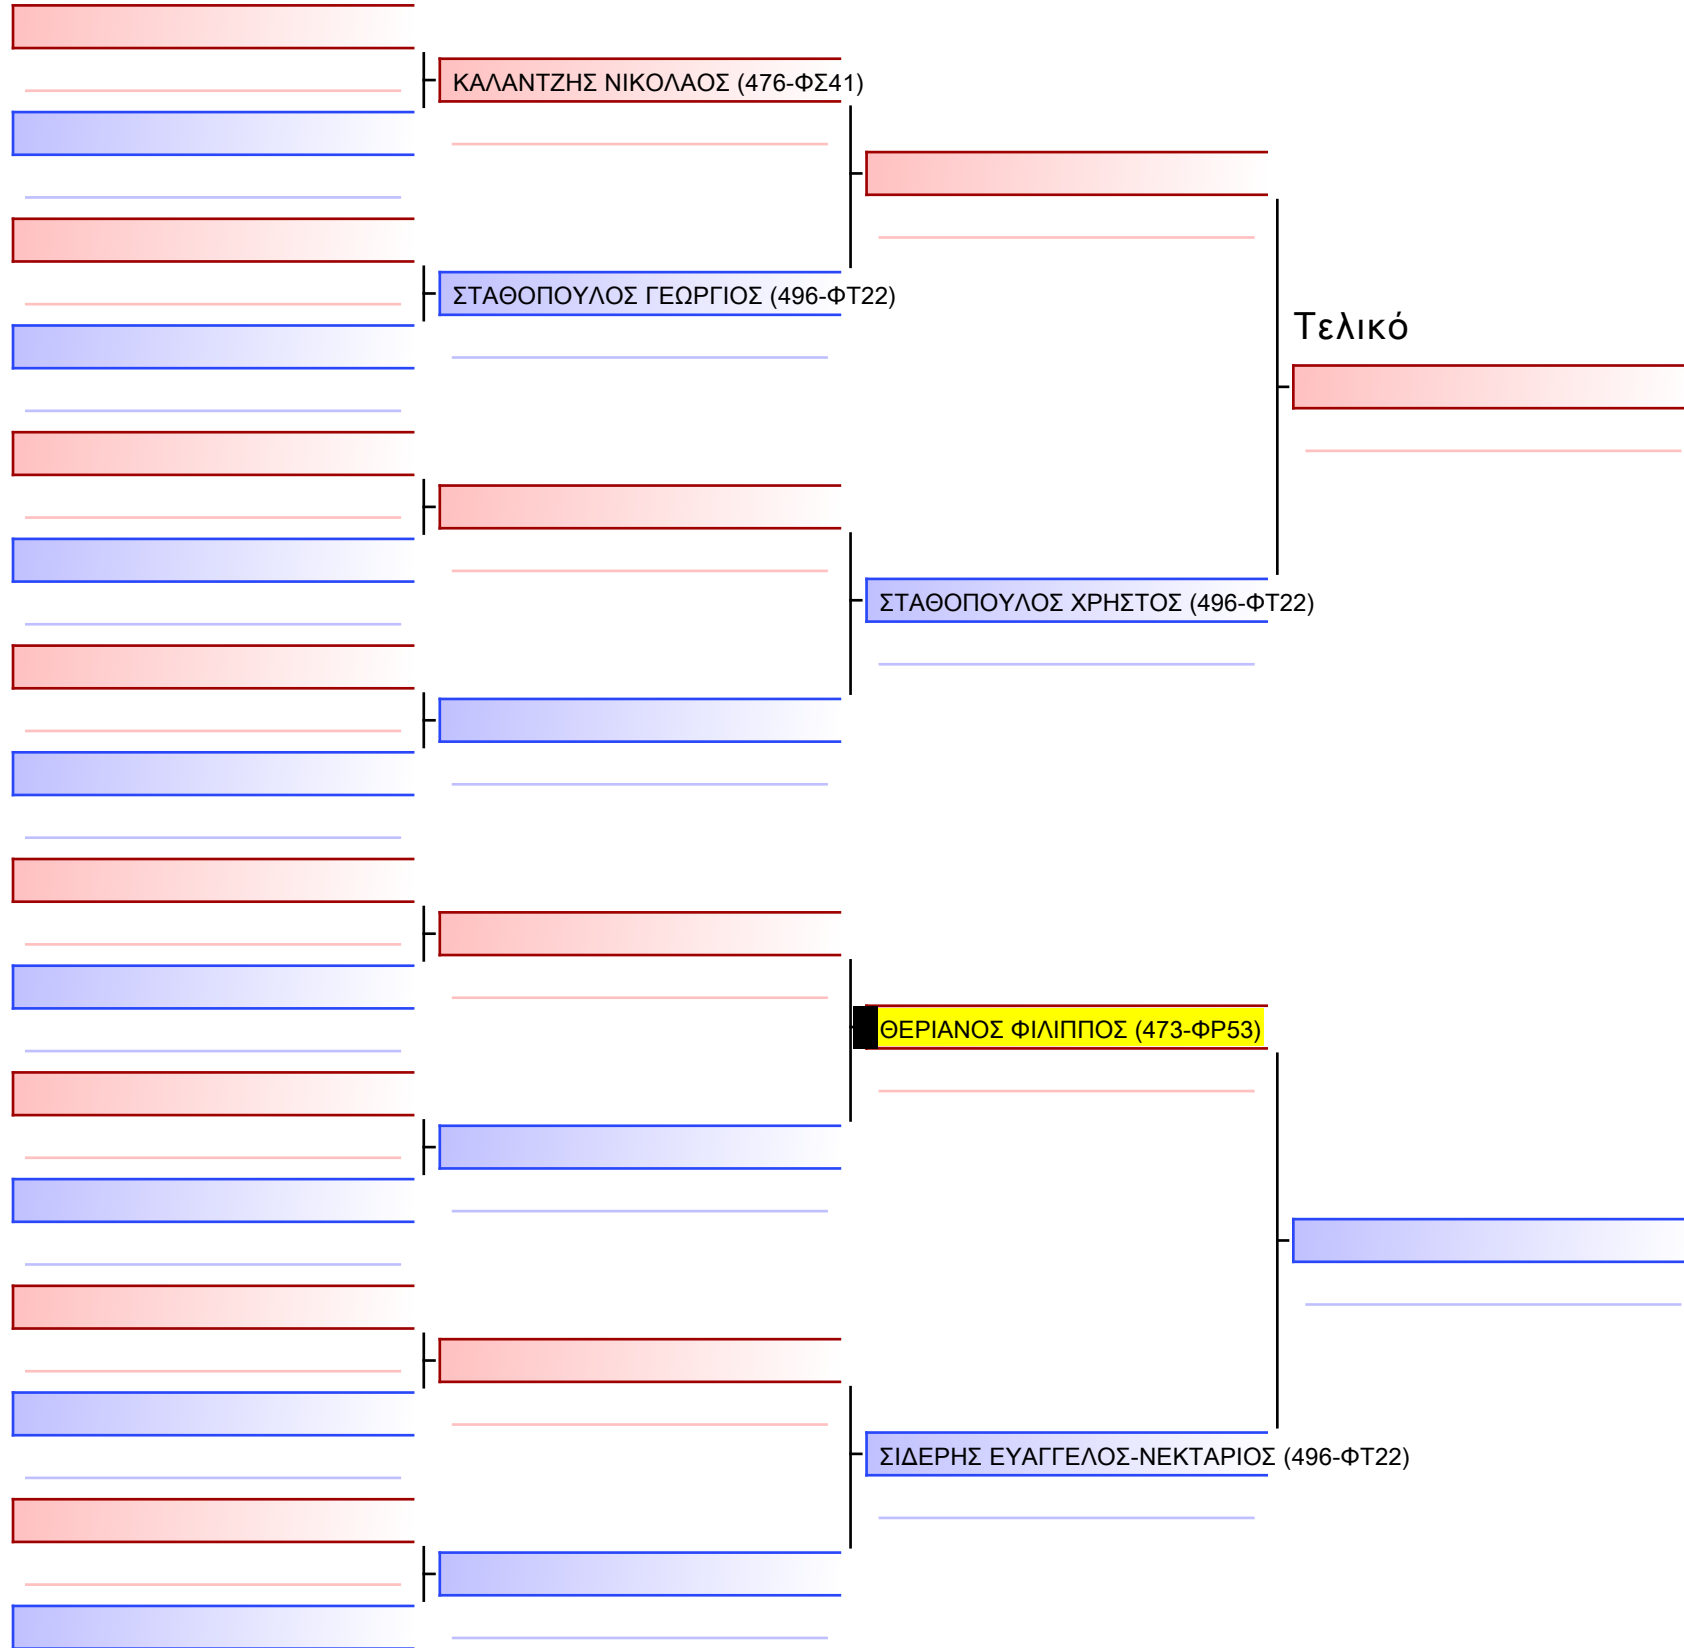 ΚΑΛΑΝΤΖΗΣ ΝΙΚΟΛΑΟΣ (476-ΦΣ41)
ΣΤΑΘΟΠΟΥΛΟΣ ΓΕΩΡΓΙΟΣ (496-ΦΤ22)
Τελικό
ΣΤΑΘΟΠΟΥΛΟΣ ΧΡΗΣΤΟΣ (496-ΦΤ22)
ΘΕΡΙΑΝΟΣ ΦΙΛΙΠΠΟΣ (473-ΦΡ53)
ΣΙΔΕΡΗΣ ΕΥΑΓΓΕΛΟΣ-ΝΕΚΤΑΡΙΟΣ (496-ΦΤ22)